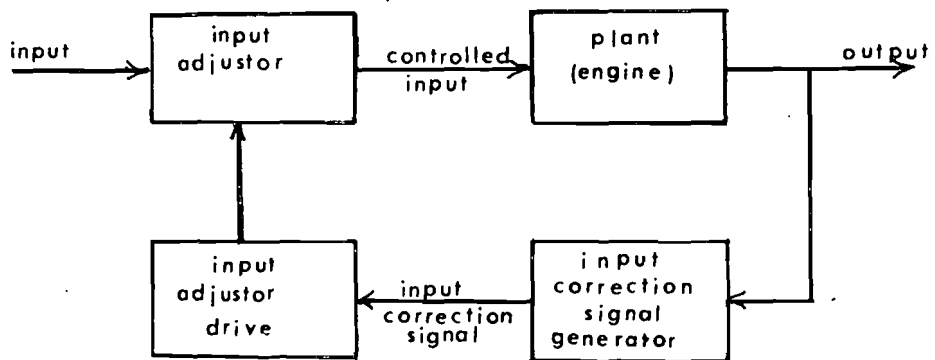 input
input
adjustor
controlled
input
plant
(engine)
output
input
adjustor
drive
input
correction
signal
input
correction
signal
generator